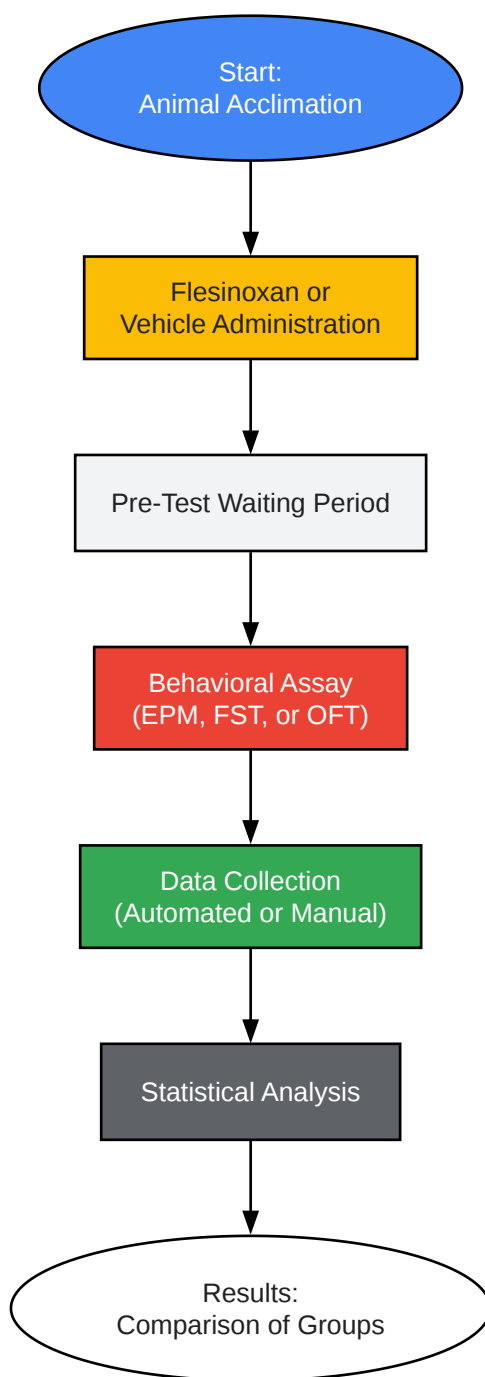 Start:
Animal Acclimation
Flesinoxan or
Vehicle Administration
Pre-Test Waiting Period
Behavioral Assay
(EPM, FST, or OFT)
Data Collection
(Automated or Manual)
Statistical Analysis
Results:
Comparison of Groups